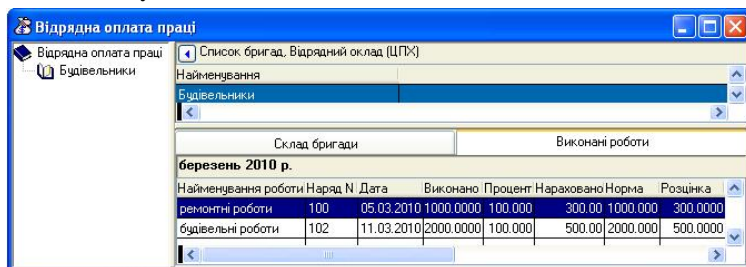 Відрядна оплата праці
Відрядна оплата праці
Будівельники
Список бригад, Відрядний оклад (ЦПХ)
Найменування
Будівельники
Склад бригади Виконані роботи
березень 2010 р.
Найменування роботи Наряд N Дата Виконано Процент Нараховано Норма Розцінка
ремонтні роботи 100 05.03.2010 1000.0000 100.000 300.00 1000.000 300.0000
будівельні роботи 102 11.03.2010 2000.0000 100.000 500.00 2000.000 500.0000